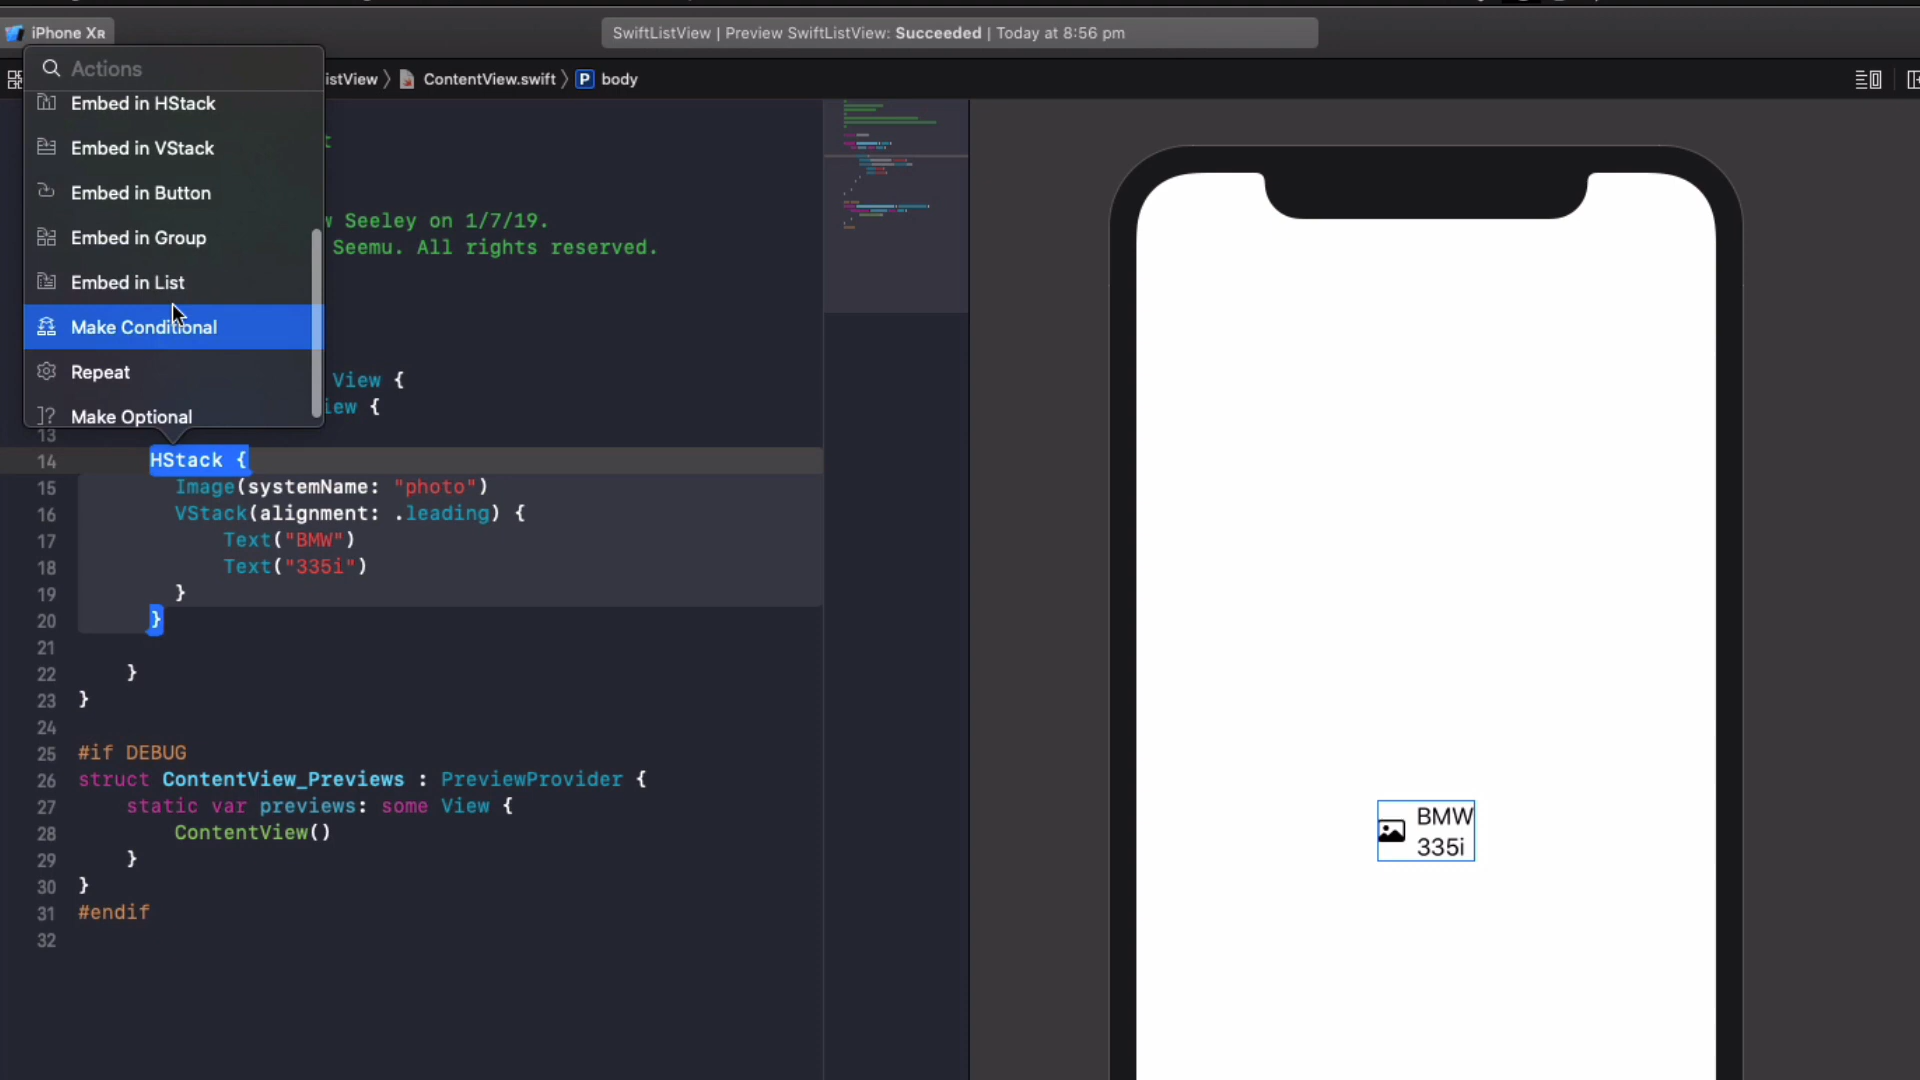 iPhone XR
SwiftListView | Preview SwiftListView: Succeeded | Today at 8:56 pm
Actions
istView 〉 ContentView.swift 〉 P body
Embed in HStack
Embed in VStack
Embed in Button
Embed in Group
Embed in List
Make Conditional
Repeat
Make Optional
t
w Seeley on 1/7/19.
Seemu. All rights reserved.
View {
iew {
13
14 HStack {
15 Image(systemName: "photo")
16 VStack(alignment: .leading) {
17 Text("BMW")
18 Text("335i")
19 }
20 }
21
22 }
23 }
24
25 #if DEBUG
26 struct ContentView_Previews : PreviewProvider {
27 static var previews: some View {
28 ContentView()
29 }
30 }
31 #endif
32
BMW
335i